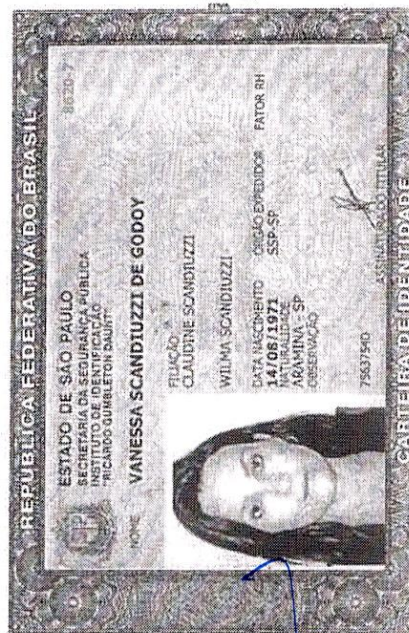 REPÚBLICA FEDERATIVA DO BRASIL
ESTADO DE SÃO PAULO
8620-7
SECRETARIA DA SEGURANÇA PÚBLICA
INSTITUTO DE IDENTIFICAÇÃO
"RICARDO GUMBLETON DAUNT"
NOME
VANESSA SCANDIUZZI DE GODOY
FILIAÇÃO
CLAUDINE SCANDIUZZI
WILMA SCANDIUZZI
DATA NASCIMENTO ÓRGÃO EXPEDIDOR FATOR RH
14/08/1971 SSP-SP
NATURALIDADE
ARAMINA - SP
OBSERVAÇÃO
ASSINATURA DO TITULAR
CARTEIRA DE IDENTIDADE